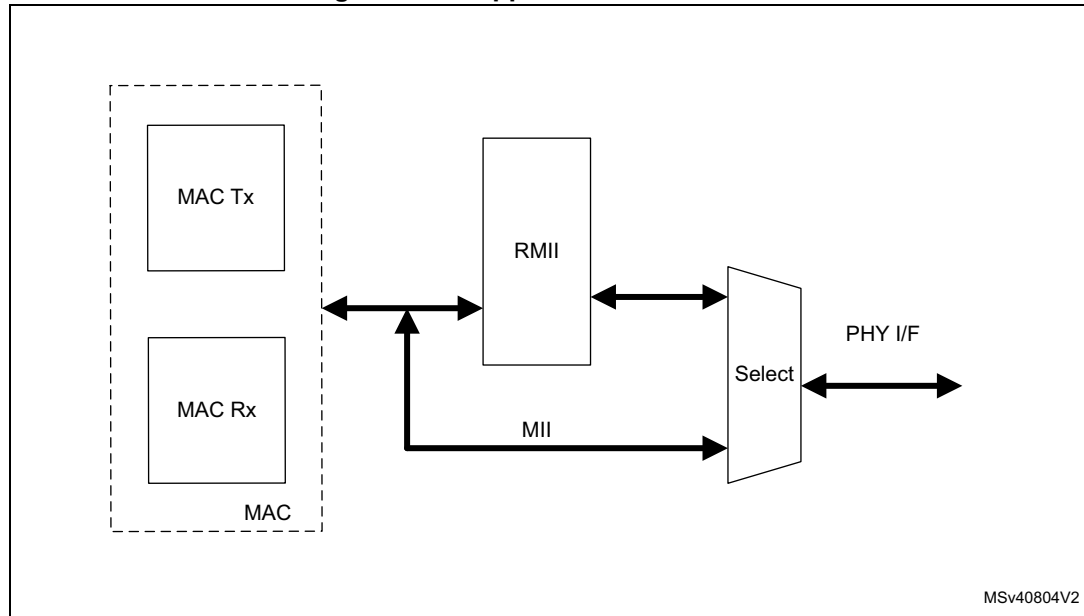 MAC Tx
RMII
PHY I/F
Select
MAC Rx
MII
MAC
MSv40804V2